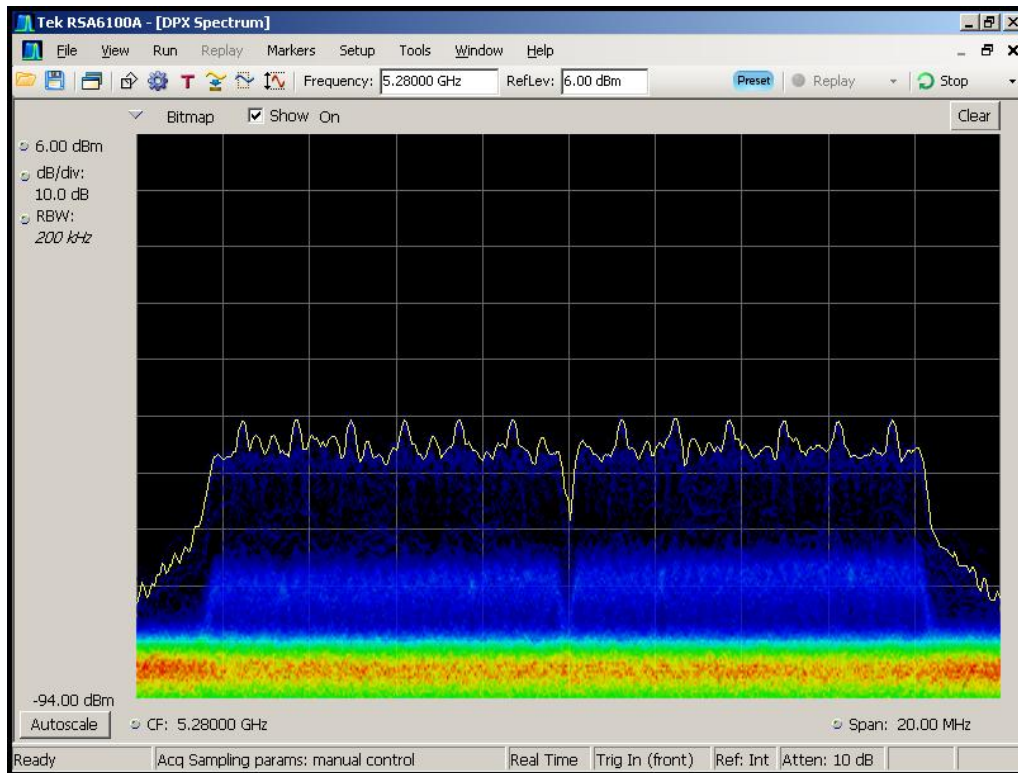 Tek RSA6100A - [DPX Spectrum]
File View Run Replay Markers Setup Tools Window Help
T Frequency: 5.28000 GHz RefLev: 6.00 dBm Preset Replay Stop
Bitmap Show On Clear
6.00 dBm
dB/div:
10.0 dB
RBW:
200 kHz
-94.00 dBm
Autoscale CF: 5.28000 GHz Span: 20.00 MHz
Ready Acq Sampling params: manual control Real Time Trig In (front) Ref: Int Atten: 10 dB